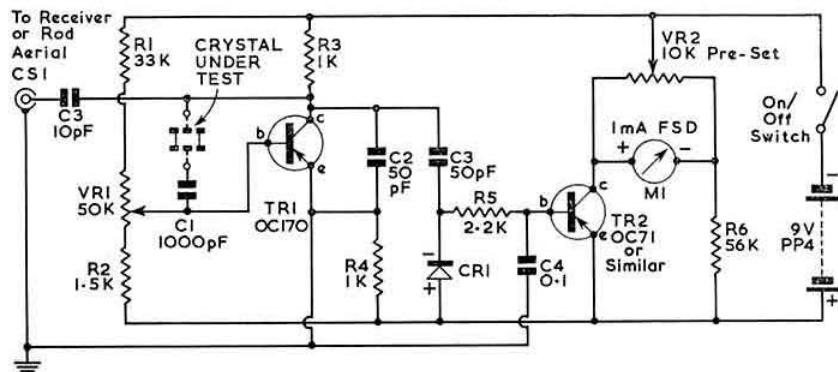 To Receiver
or Rod
Aerial
CS1
C3
10pF
R1
33K
CRYSTAL
UNDER
TEST
R3
1K
VR1
50K
C1
1000pF
R2
1.5K
b
c
e
TR1
OC170
C2
50
pF
C3
50pF
R4
1K
-
+
CR1
R5
2.2K
C4
0.1
b
c
e
TR2
OC71
or
Similar
VR2
10K Pre-Set
1mA FSD
+
-
M1
R6
56K
On/
Off
Switch
-
9V
PP4
+